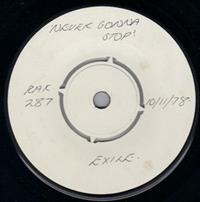 NEVER GONNA
STOP!
RAK
287
10/11/78
EXILE.